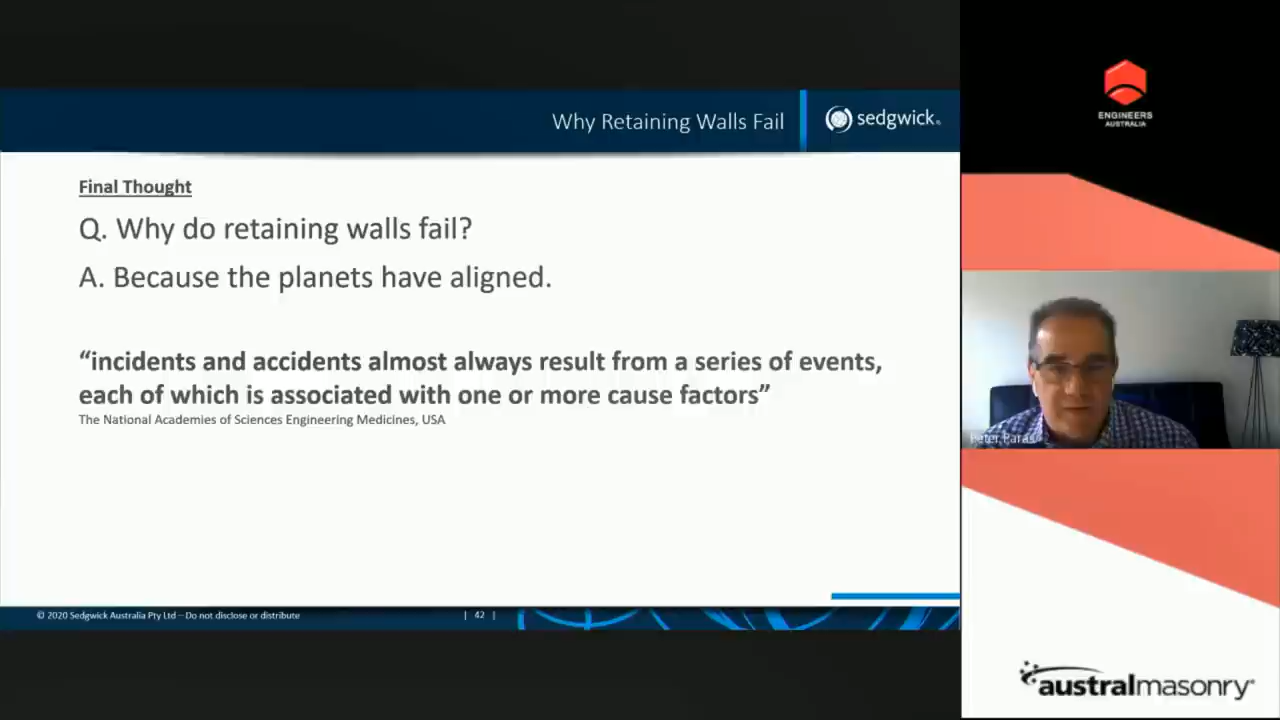 Why Retaining Walls Fail
sedgwick
Final Thought
Q. Why do retaining walls fail?
A. Because the planets have aligned.
“incidents and accidents almost always result from a series of events,
each of which is associated with one or more cause factors”
The National Academies of Sciences Engineering Medicines, USA
© 2020 Sedgwick Australia Pty Ltd – Do not disclose or distribute
| 42 |
ENGINEERS
AUSTRALIA
Peter Paras
australmasonry